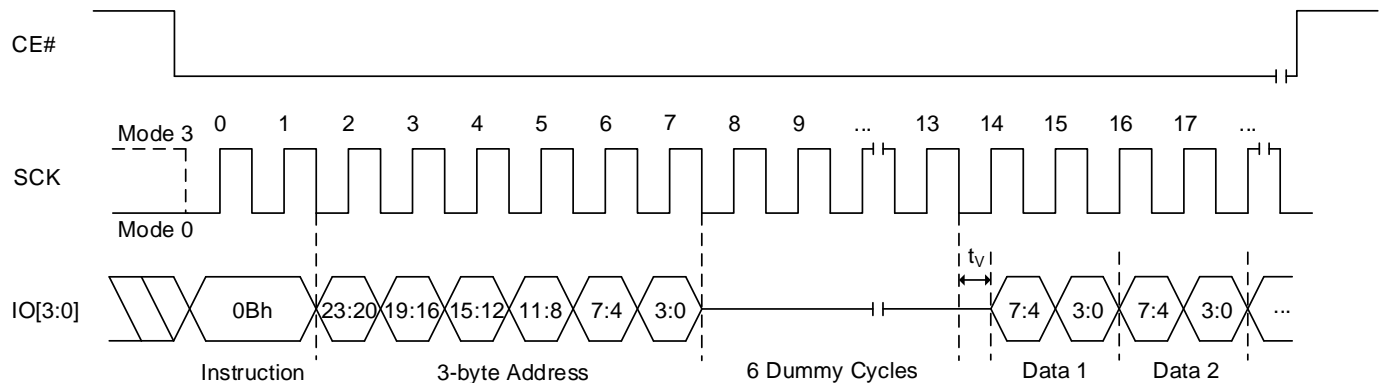 CE#
Mode 3
0 1 2 3 4 5 6 7 8 9 ... 13 14 15 16 17 ...
SCK
Mode 0
tV
IO[3:0] 0Bh 23:20 19:16 15:12 11:8 7:4 3:0 7:4 3:0 7:4 3:0 ...
Instruction 3-byte Address 6 Dummy Cycles Data 1 Data 2